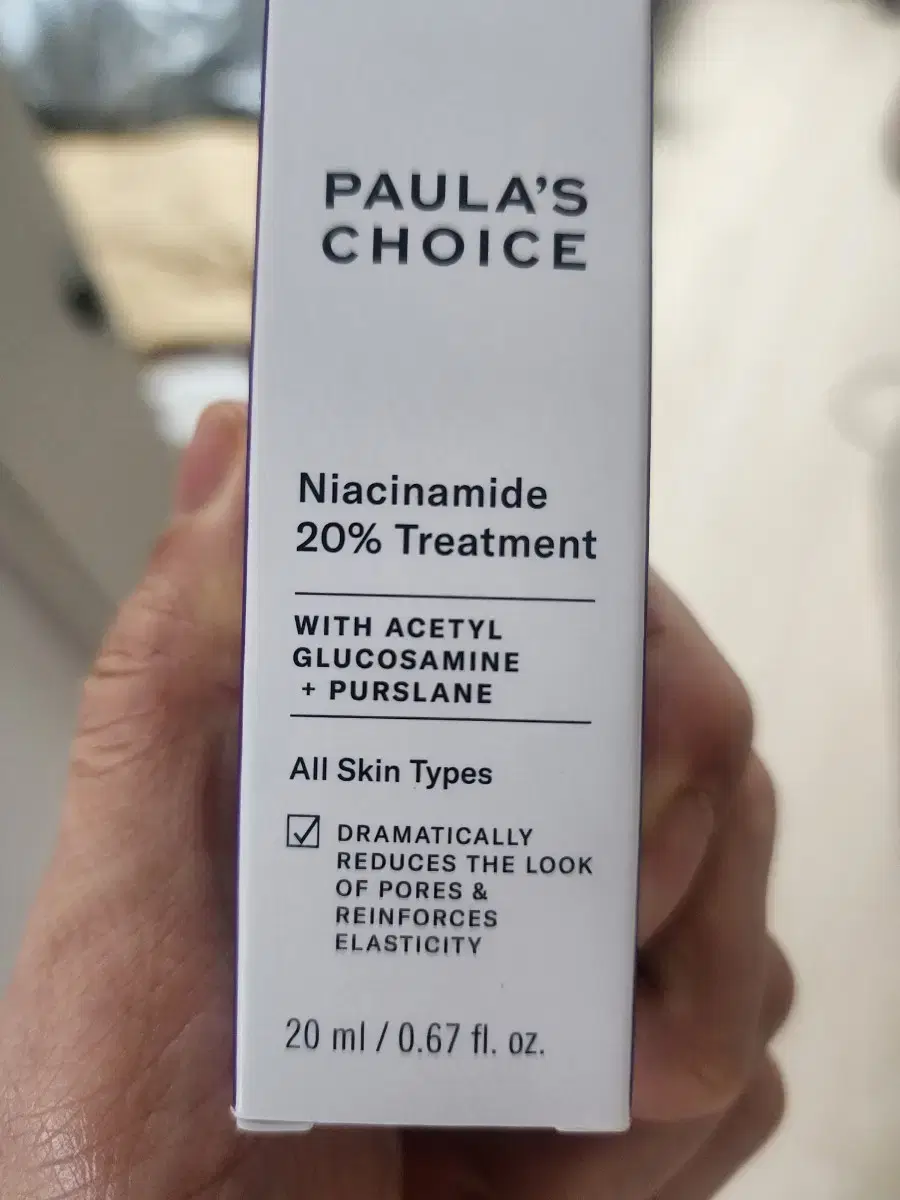 PAULA'S
CHOICE
Niacinamide
20% Treatment
WITH ACETYL
GLUCOSAMINE
+ PURSLANE
All Skin Types
DRAMATICALLY
REDUCES THE LOOK
OF PORES &
REINFORCES
ELASTICITY
20 ml / 0.67 fl. oz.